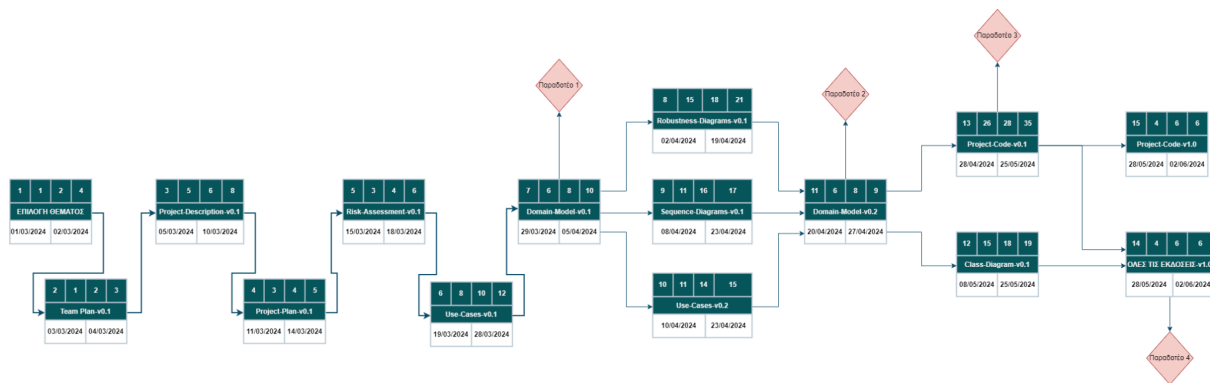 Παραδοτέο 3
Παραδοτέο 1
Παραδοτέο 2
8 15 18 21
Robustness-Diagrams-v0.1
02/04/2024 19/04/2024
13 26 28 35
Project-Code-v0.1
28/04/2024 25/05/2024
15 4 6 6
Project-Code-v1.0
28/05/2024 02/06/2024
1 1 2 4
ΕΠΙΛΟΓΗ ΘΕΜΑΤΟΣ
01/03/2024 02/03/2024
3 5 6 8
Project-Description-v0.1
05/03/2024 10/03/2024
5 3 4 6
Risk-Assessment-v0.1
15/03/2024 18/03/2024
7 6 8 10
Domain-Model-v0.1
29/03/2024 05/04/2024
9 11 16 17
Sequence-Diagrams-v0.1
08/04/2024 23/04/2024
11 6 8 9
Domain-Model-v0.2
20/04/2024 27/04/2024
12 15 18 19
Class-Diagram-v0.1
08/05/2024 25/05/2024
14 4 6 6
ΟΛΕΣ ΤΙΣ ΕΚΔΟΣΕΙΣ-v1.0
28/05/2024 02/06/2024
2 1 2 3
Team Plan-v0.1
03/03/2024 04/03/2024
4 3 4 5
Project-Plan-v0.1
11/03/2024 14/03/2024
6 8 10 12
Use-Cases-v0.1
19/03/2024 28/03/2024
10 11 14 15
Use-Cases-v0.2
10/04/2024 23/04/2024
Παραδοτέο 4